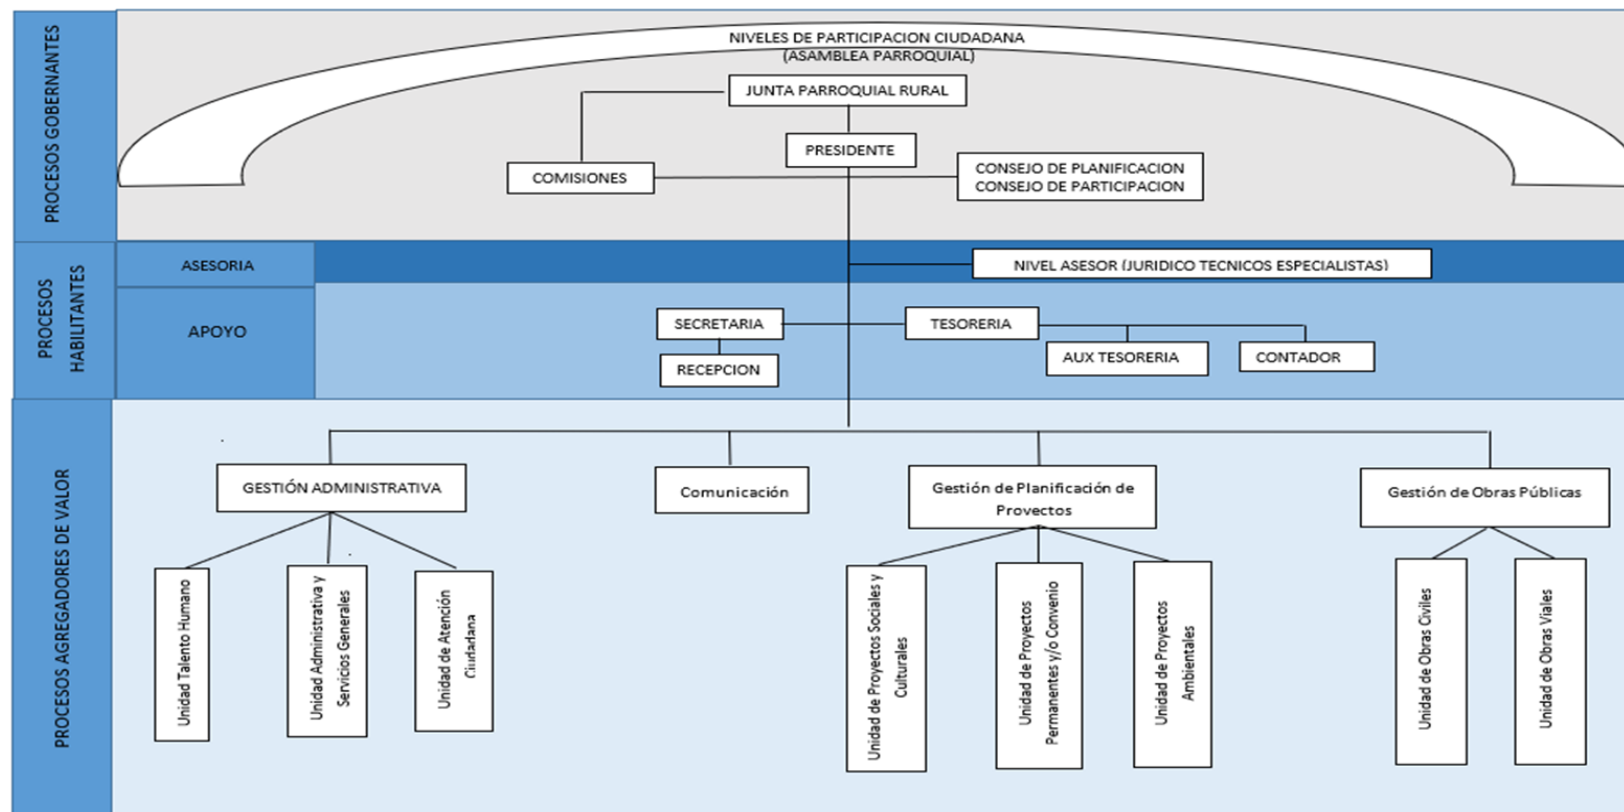 PROCESOS GOBERNANTES
NIVELES DE PARTICIPACION CIUDADANA
(ASAMBLEA PARROQUIAL)
JUNTA PARROQUIAL RURAL
PRESIDENTE
COMISIONES
CONSEJO DE PLANIFICACION
CONSEJO DE PARTICIPACION
PROCESOS
HABILITANTES
ASESORIA
NIVEL ASESOR (JURIDICO TECNICOS ESPECIALISTAS)
APOYO
SECRETARIA
TESORERIA
RECEPCION
AUX TESORERIA
CONTADOR
PROCESOS AGREGADORES DE VALOR
GESTIÓN ADMINISTRATIVA
Comunicación
Gestión de Planificación de
Proyectos
Gestión de Obras Públicas
Unidad Talento Humano
Unidad Administrativa y
Servicios Generales
Unidad de Atención
Ciudadana
Unidad de Proyectos Sociales y
Culturales
Unidad de Proyectos
Permanentes y/o Convenio
Unidad de Proyectos
Ambientales
Unidad de Obras Civiles
Unidad de Obras Viales